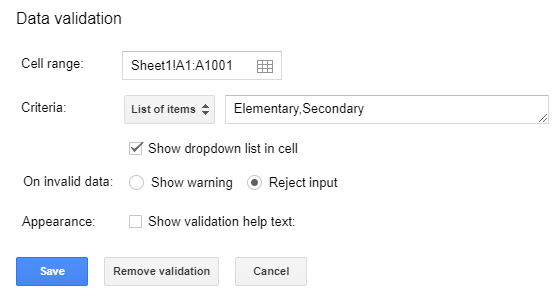 Data validation
Cell range: Sheet1!A1:A1001
Criteria: List of items Elementary,Secondary
Show dropdown list in cell
On invalid data: Show warning Reject input
Appearance: Show validation help text:
Save Remove validation Cancel